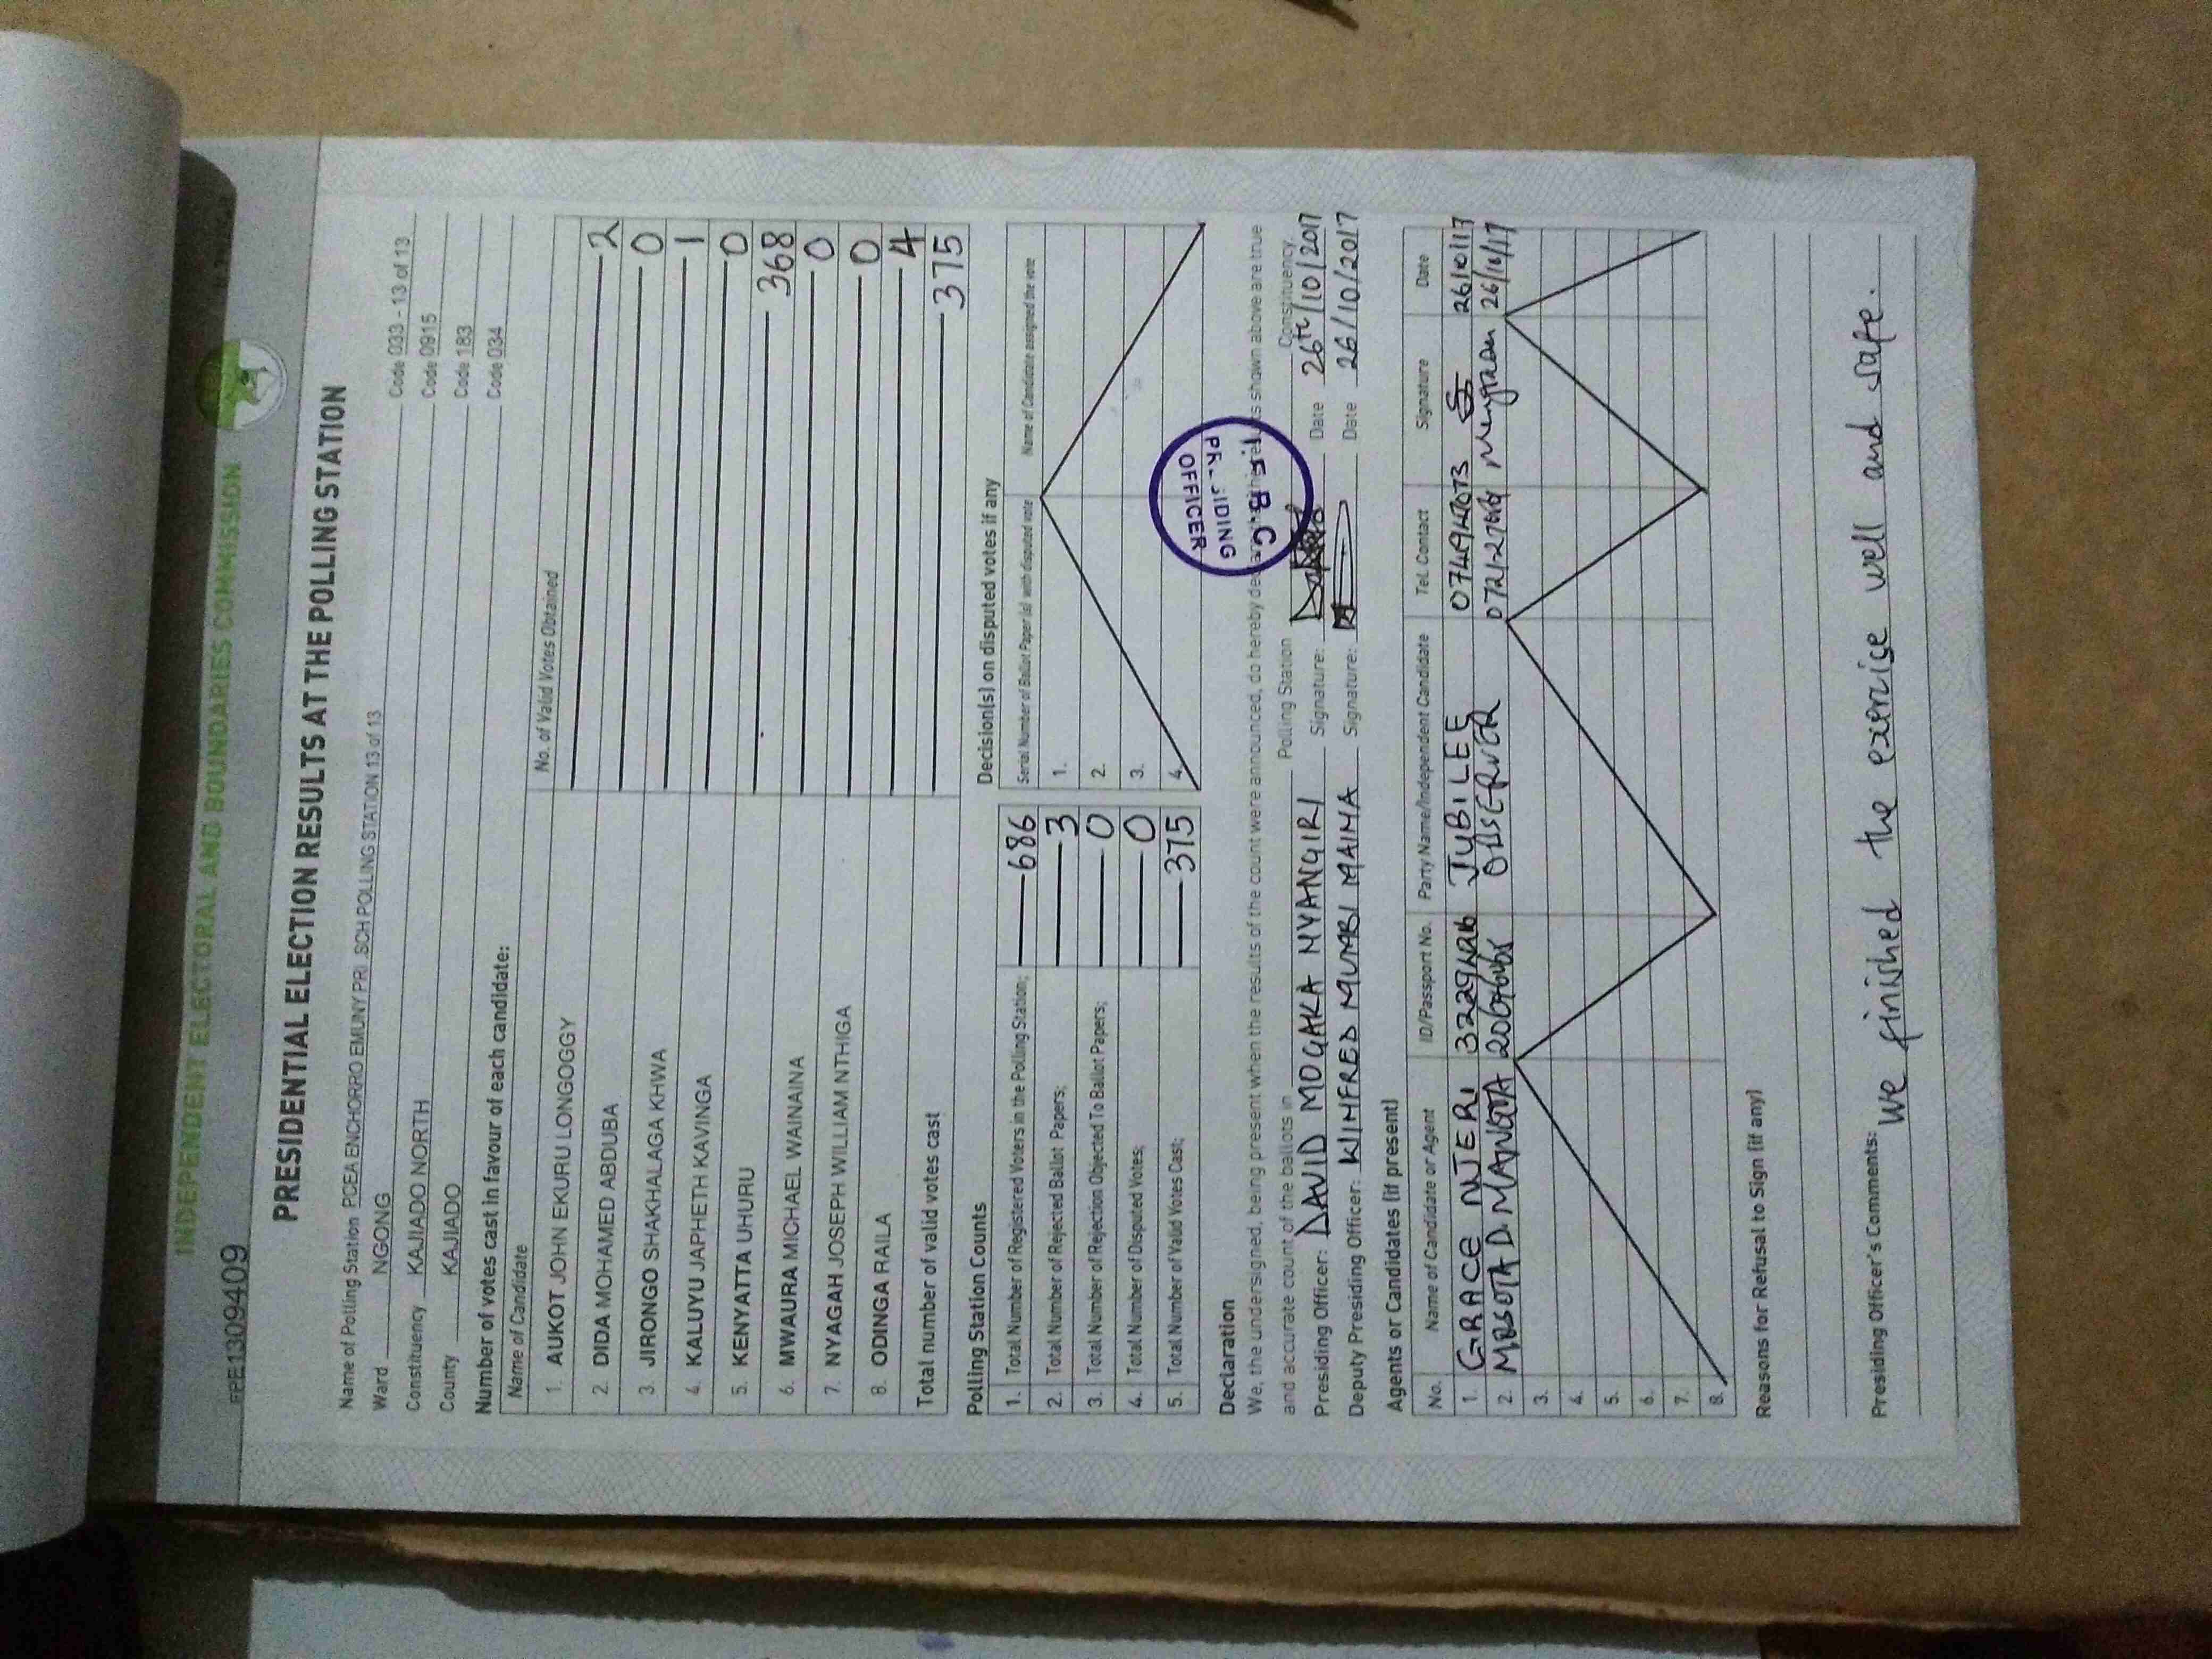 INDEPENDENT ELECTORAL AND BOUNDARIES COMMISSION
FPE1309409
PRESIDENTIAL ELECTION RESULTS AT THE POLLING STATION
Name of Polling Station PCEA ENCHORRO EMUNY PRI. SCH POLLING STATION 13 of 13 Code 033 - 13 of 13
Ward NGONG Code 0915
Constituency KAJIADO NORTH Code 183
County KAJIADO Code 034
Number of votes cast in favour of each candidate:
Name of Candidate No. of Valid Votes Obtained
1. AUKOT JOHN EKURU LONGOGGY 2
2. DIDA MOHAMED ABDUBA 0
3. JIRONGO SHAKHALAGA KHWA 1
4. KALUYU JAPHETH KAVINGA 0
5. KENYATTA UHURU 368
6. MWAURA MICHAEL WAINAINA 0
7. NYAGAH JOSEPH WILLIAM NTHIGA 0
8. ODINGA RAILA 4
Total number of valid votes cast 375
Polling Station Counts
1. Total Number of Registered Voters in the Polling Station; 686
2. Total Number of Rejected Ballot Papers; 3
3. Total Number of Rejection Objected To Ballot Papers; 0
4. Total Number of Disputed Votes; 0
5. Total Number of Valid Votes Cast; 375
Decision(s) on disputed votes if any
Serial Number of Ballot Paper (s) with disputed vote Name of Candidate assigned the vote
1.
2.
3.
4.
I.E.B.C
OFFICER
Declaration
We, the undersigned, being present when the results of the count were announced, do hereby shown above are true
and accurate count of the ballots in Polling Station Constituency
Presiding Officer: DAVID MOGAKA NYANGIRI Signature: Date 26th/10/2017
Deputy Presiding Officer: WINFRED MUMBI MAINA Signature: Date 26/10/2017
Agents or Candidates (if present)
No. Name of Candidate or Agent ID/Passport No. Party Name/Independent Candidate Tel. Contact Signature Date
1. GRACE NJERI JUBILEE 26/10/17
2. OBSERVER 26/10/17
3.
4.
5.
6.
7.
8.
Reasons for Refusal to Sign (if any)
Presiding Officer's Comments: We finished the exercise well and safe.